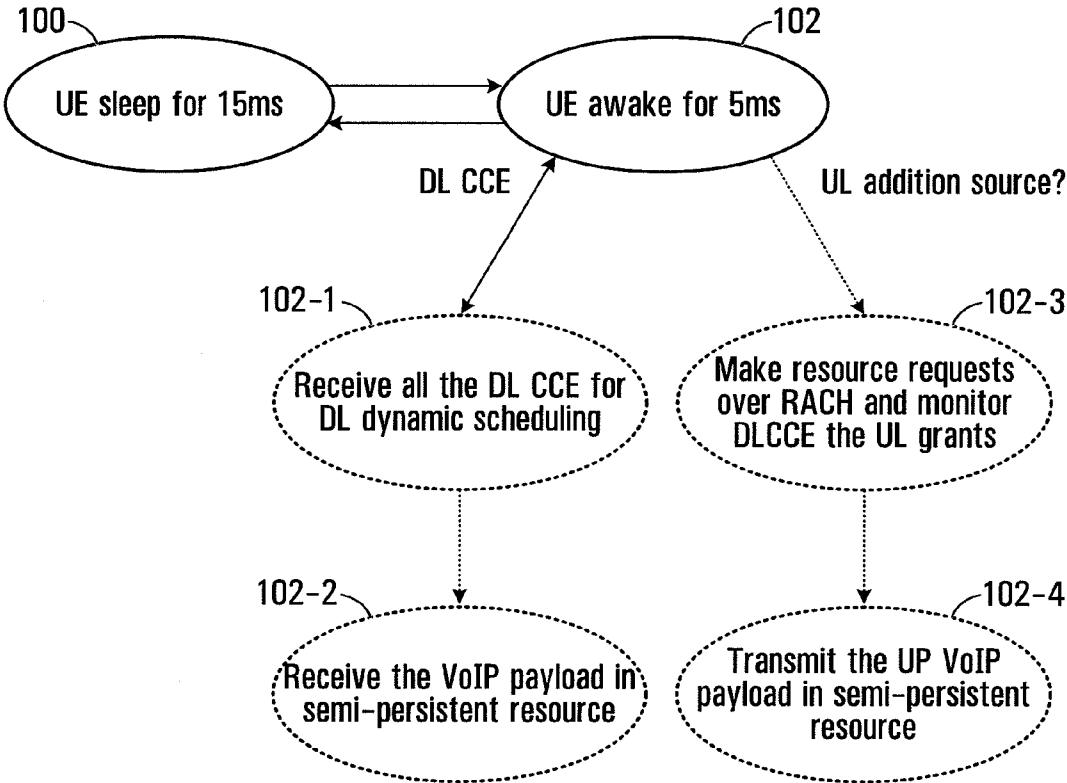 100
102
UE sleep for 15ms
UE awake for 5ms
DL CCE
UL addition source?
102-1
102-3
Receive all the DL CCE for
DL dynamic scheduling
Make resource requests
over RACH and monitor
DLCCE the UL grants
102-2
102-4
Receive the VoIP payload in
semi-persistent resource
Transmit the UP VoIP
payload in semi-persistent
resource